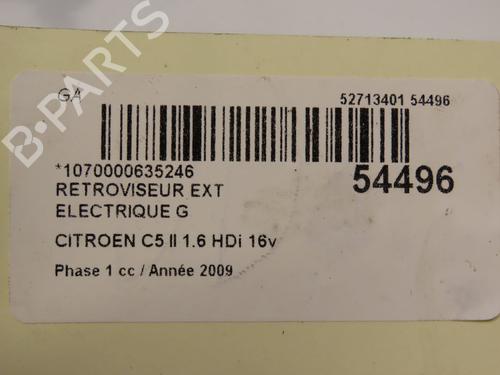 GA
52713401 54496
*1070000635246
54496
RETROVISEUR EXT
ELECTRIQUE G
CITROEN C5 II 1.6 HDi 16v
Phase 1 cc / Année 2009
B-PARTS